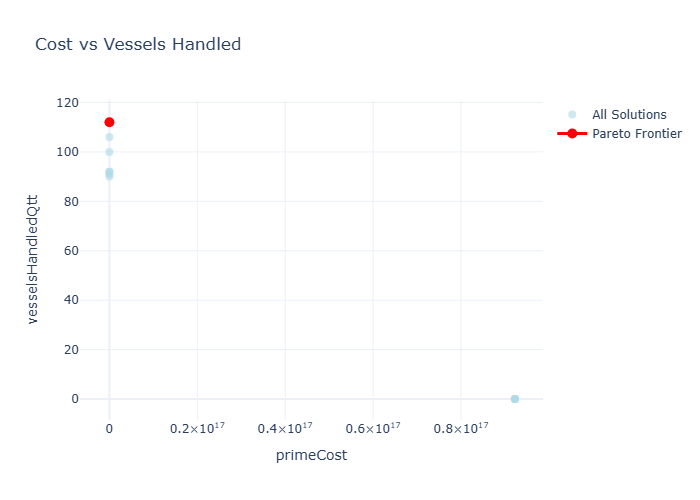 Cost vs Vessels Handled
120
100
80
60
40
20
0
vesselsHandledQtt
0
0.2×10¹⁷
0.4×10¹⁷
0.6×10¹⁷
0.8×10¹⁷
primeCost
All Solutions
Pareto Frontier